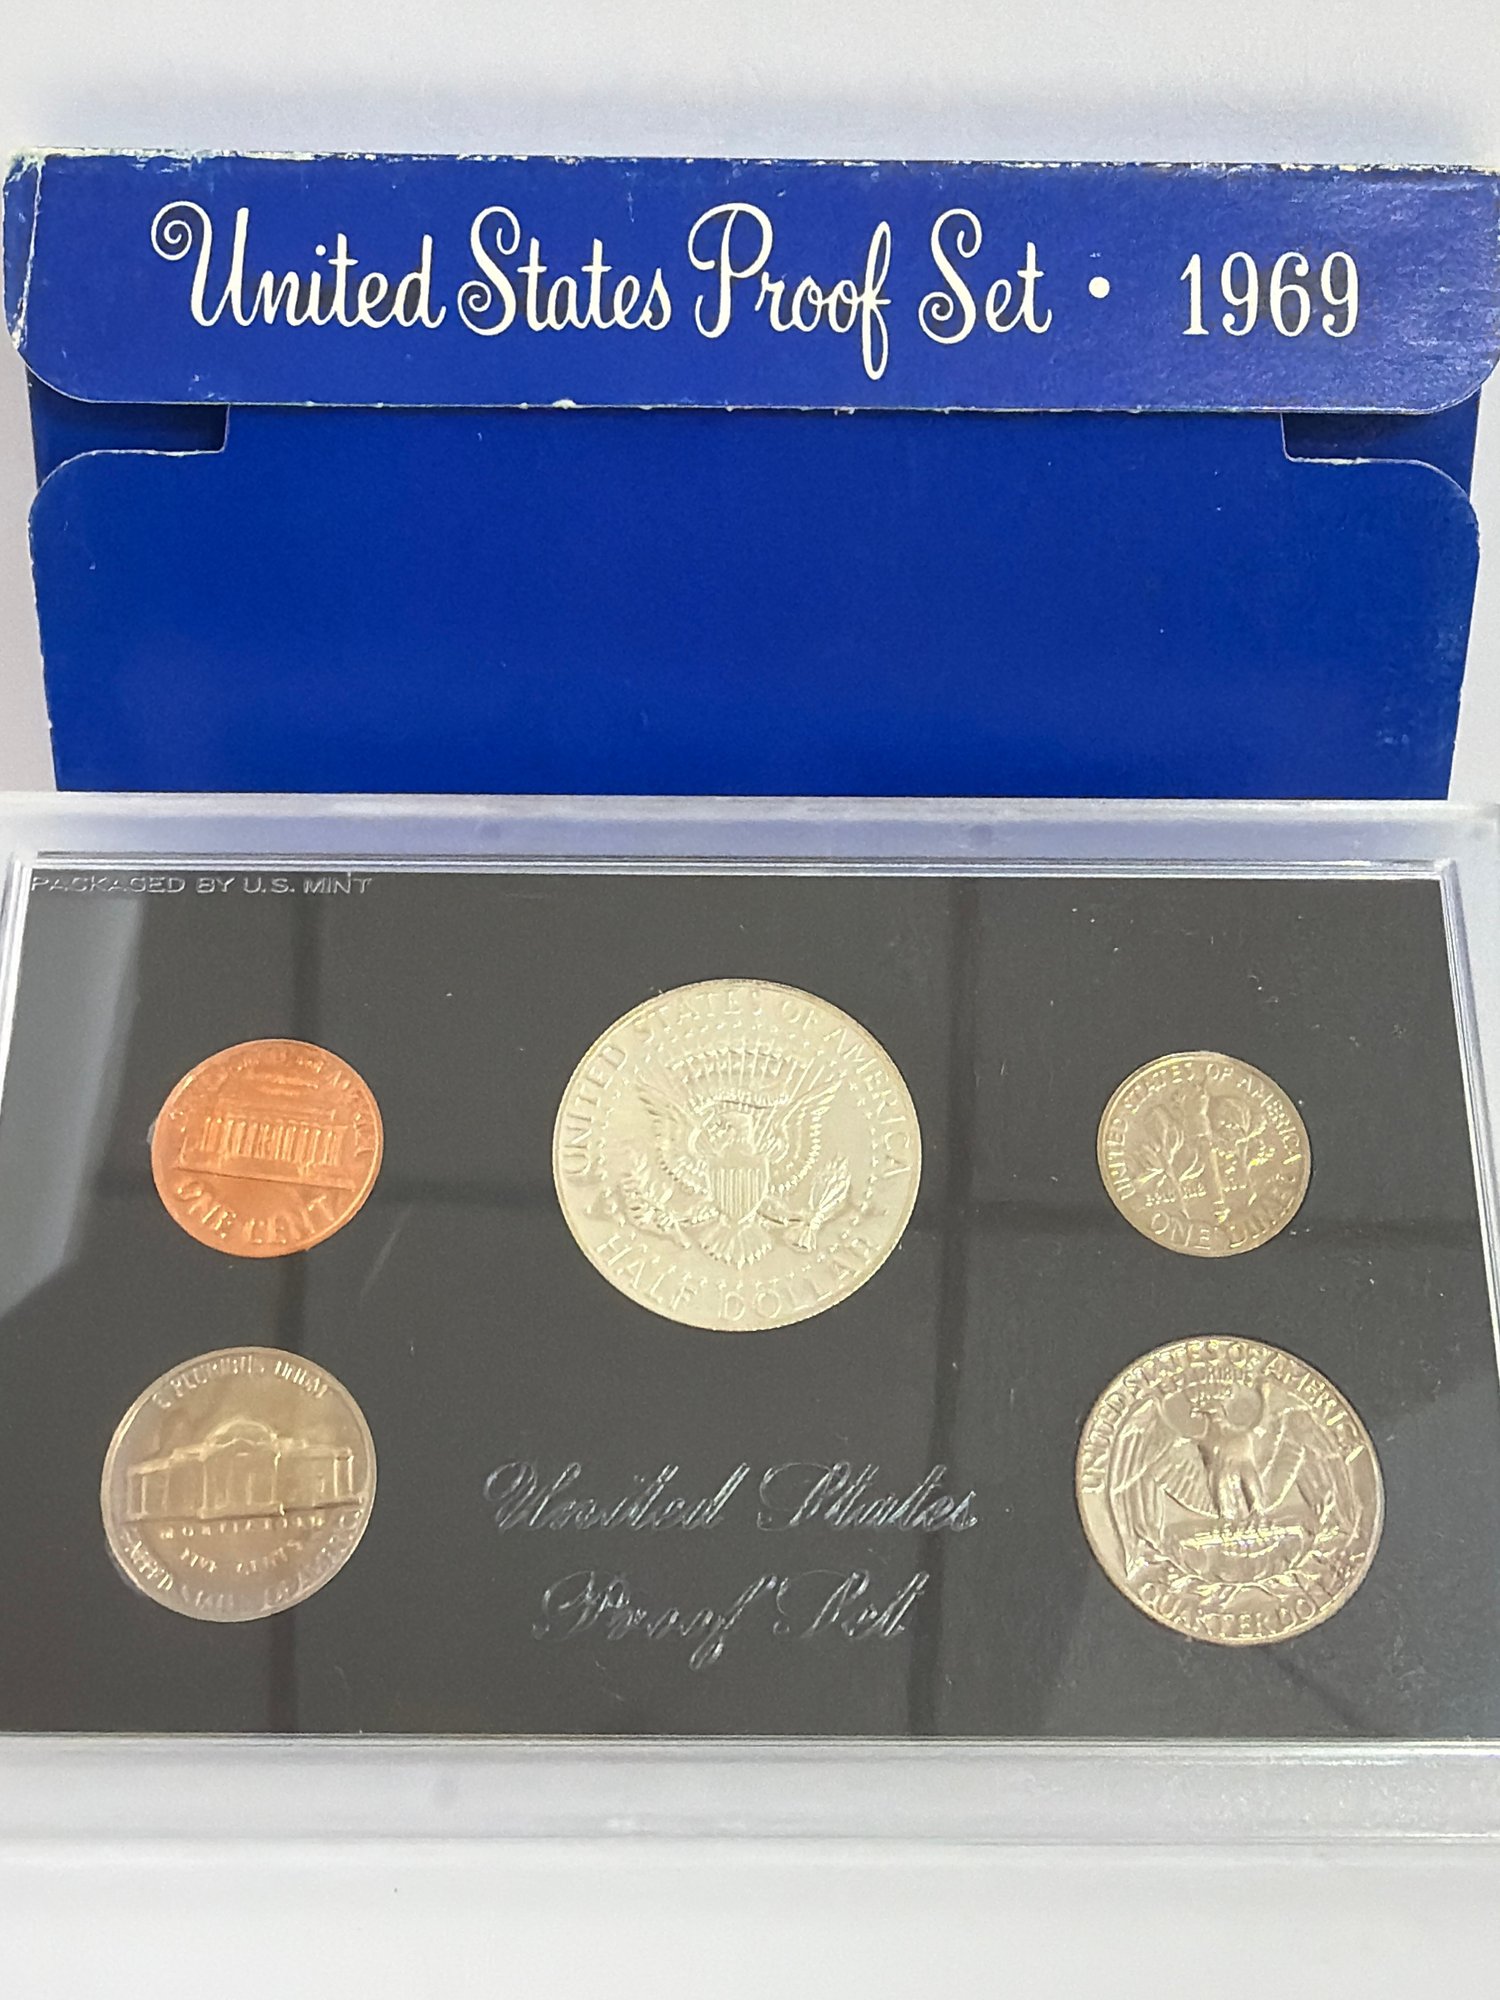 United States Proof Set · 1969
PACKAGED BY U.S. MINT
UNITED STATES OF AMERICA
ONE CENT
UNITED STATES OF AMERICA
HALF DOLLAR
UNITED STATES OF AMERICA
ONE DIME
E PLURIBUS UNUM
MONTICELLO
FIVE CENTS
UNITED STATES OF AMERICA
United States
Proof Set
UNITED STATES OF AMERICA
E PLURIBUS
UNUM
QUARTER DOLLAR